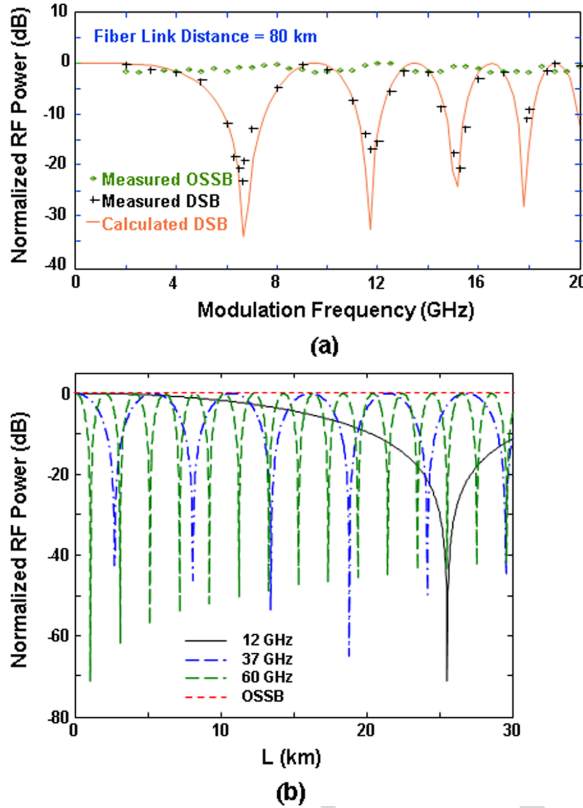 10
0
-10
-20
-30
-40
Normalized RF Power (dB)
Fiber Link Distance = 80 km
Measured OSSB
Measured DSB
Calculated DSB
0 4 8 12 16 20
Modulation Frequency (GHz)
(a)
0
-20
-40
-60
-80
Normalized RF Power (dB)
12 GHz
37 GHz
60 GHz
OSSB
0 10 20 30
L (km)
(b)